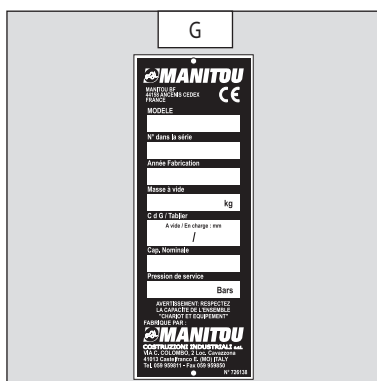 G
MANITOU
MANITOU BF
44158 ANCENIS CEDEX
FRANCE
CE
MODELE
N° dans la série
Année Fabrication
Masse à vide
kg
C d G / Tablier
A vide / En charge : mm
/
Cap. Nominale
Pression de service
Bars
AVERTISSEMENT: RESPECTEZ
LA CAPACITE DE L'ENSEMBLE
"CHARIOT ET EQUIPEMENT"
FABRIQUE PAR :
MANITOU
COSTRUZIONI INDUSTRIALI s.r.l.
VIA C. COLOMBO, 2 Loc. Cavazzona
41013 Castelfranco E. (MO) ITALY
Tel. 059 959811 - Fax 059 959850
N° 726138